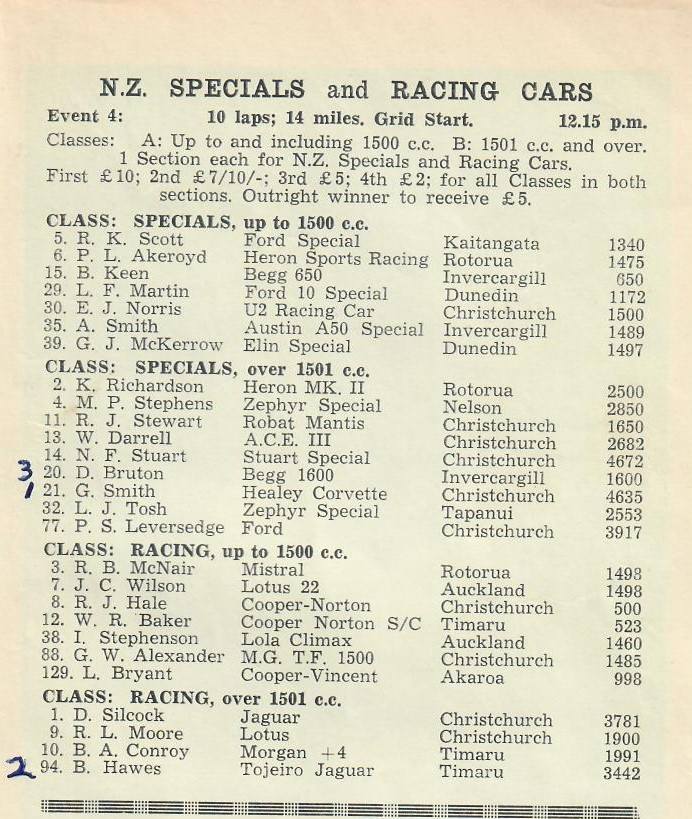 N.Z. SPECIALS and RACING CARS
Event 4: 10 laps; 14 miles. Grid Start. 12.15 p.m.
Classes: A: Up to and including 1500 c.c. B: 1501 c.c. and over.
1 Section each for N.Z. Specials and Racing Cars.
First £10; 2nd £7/10/-; 3rd £5; 4th £2; for all Classes in both
sections. Outright winner to receive £5.
CLASS: SPECIALS, up to 1500 c.c.
5. R. K. Scott Ford Special Kaitangata 1340
6. P. L. Akeroyd Heron Sports Racing Rotorua 1475
15. B. Keen Begg 650 Invercargill 650
29. L. F. Martin Ford 10 Special Dunedin 1172
30. E. J. Norris U2 Racing Car Christchurch 1500
35. A. Smith Austin A50 Special Invercargill 1489
39. G. J. McKerrow Elin Special Dunedin 1497
CLASS: SPECIALS, over 1501 c.c.
2. K. Richardson Heron MK. II Rotorua 2500
4. M. P. Stephens Zephyr Special Nelson 2850
11. R. J. Stewart Robat Mantis Christchurch 1650
13. W. Darrell A.C.E. III Christchurch 2682
14. N. F. Stuart Stuart Special Christchurch 4672
3 20. D. Bruton Begg 1600 Invercargill 1600
1 21. G. Smith Healey Corvette Christchurch 4635
32. L. J. Tosh Zephyr Special Tapanui 2553
77. P. S. Leversedge Ford Christchurch 3917
CLASS: RACING, up to 1500 c.c.
3. R. B. McNair Mistral Rotorua 1498
7. J. C. Wilson Lotus 22 Auckland 1498
8. R. J. Hale Cooper-Norton Christchurch 500
12. W. R. Baker Cooper Norton S/C Timaru 523
38. I. Stephenson Lola Climax Auckland 1460
88. G. W. Alexander M.G. T.F. 1500 Christchurch 1485
129. L. Bryant Cooper-Vincent Akaroa 998
CLASS: RACING, over 1501 c.c.
1. D. Silcock Jaguar Christchurch 3781
9. R. L. Moore Lotus Christchurch 1900
10. B. A. Conroy Morgan +4 Timaru 1991
2 94. B. Hawes Tojeiro Jaguar Timaru 3442